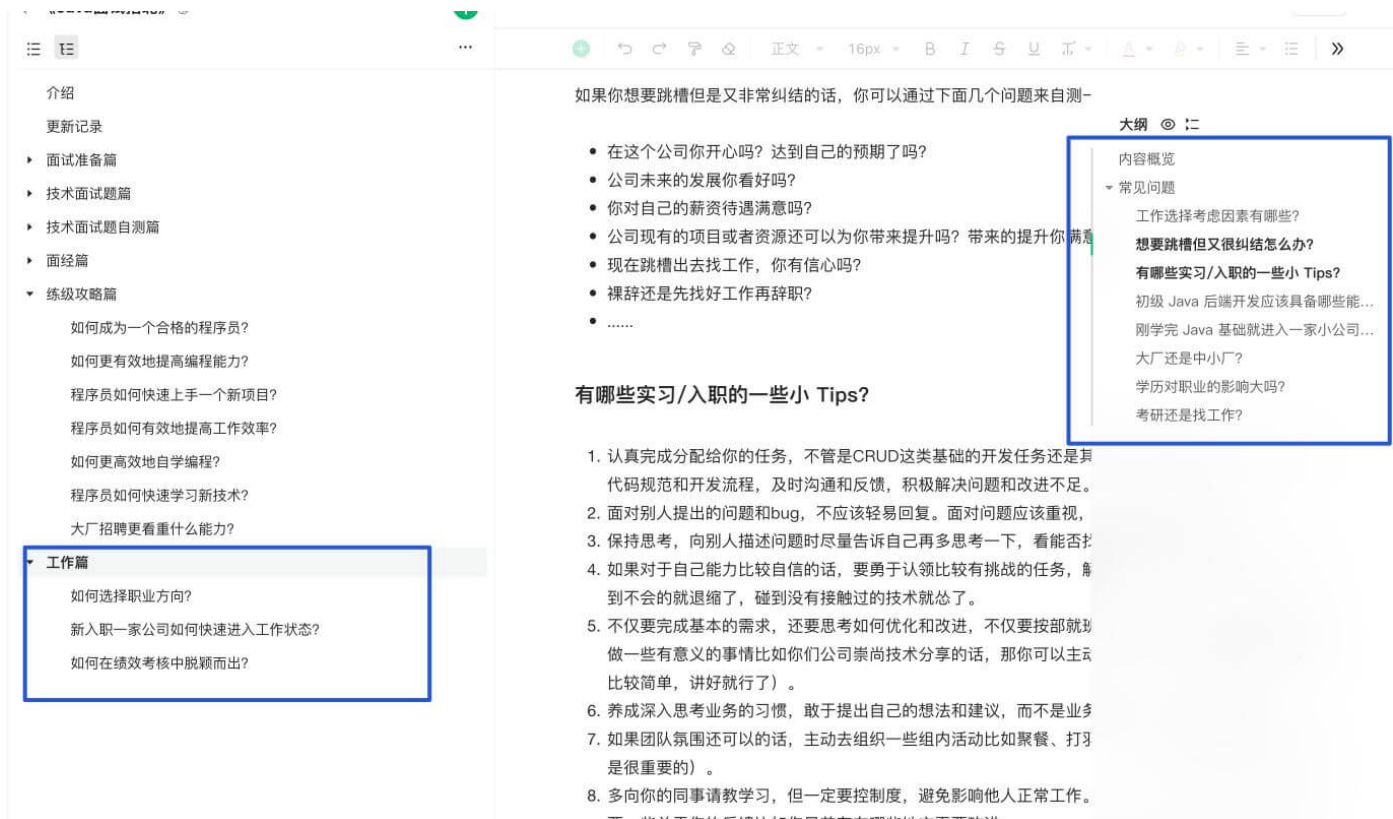 正文
16px
介绍
更新记录
面试准备篇
技术面试题篇
技术面试题自测篇
面经篇
练级攻略篇
如何成为一个合格的程序员?
如何更有效地提高编程能力?
程序员如何快速上手一个新项目?
程序员如何有效地提高工作效率?
如何更高效地自学编程?
程序员如何快速学习新技术?
大厂招聘更看重什么能力?
工作篇
如何选择职业方向?
新入职一家公司如何快速进入工作状态?
如何在绩效考核中脱颖而出?
如果你想要跳槽但是又非常纠结的话，你可以通过下面几个问题来自测一
• 在这个公司你开心吗？达到自己的预期了吗?
• 公司未来的发展你看好吗?
• 你对自己的薪资待遇满意吗?
• 公司现有的项目或者资源还可以为你带来提升吗？带来的提升你满意
• 现在跳槽出去找工作，你有信心吗?
• 裸辞还是先找好工作再辞职?
• ......
有哪些实习/入职的一些小 Tips?
1. 认真完成分配给你的任务，不管是CRUD这类基础的开发任务还是其
代码规范和开发流程，及时沟通和反馈，积极解决问题和改进不足。
2. 面对别人提出的问题和bug，不应该轻易回复。面对问题应该重视，
3. 保持思考，向别人描述问题时尽量告诉自己再多思考一下，看能否找
4. 如果对于自己能力比较自信的话，要勇于认领比较有挑战的任务，解
到不会的就退缩了，碰到没有接触过的技术就怂了。
5. 不仅要完成基本的需求，还要思考如何优化和改进，不仅要按部就班
做一些有意义的事情比如你们公司崇尚技术分享的话，那你可以主动
比较简单，讲好就行了）。
6. 养成深入思考业务的习惯，敢于提出自己的想法和建议，而不是业务
7. 如果团队氛围还可以的话，主动去组织一些组内活动比如聚餐、打羽
是很重要的）。
8. 多向你的同事请教学习，但一定要控制度，避免影响他人正常工作。
大纲
内容概览
常见问题
工作选择考虑因素有哪些?
想要跳槽但又很纠结怎么办?
有哪些实习/入职的一些小 Tips?
初级 Java 后端开发应该具备哪些能...
刚学完 Java 基础就进入一家小公司...
大厂还是中小厂?
学历对职业的影响大吗?
考研还是找工作?